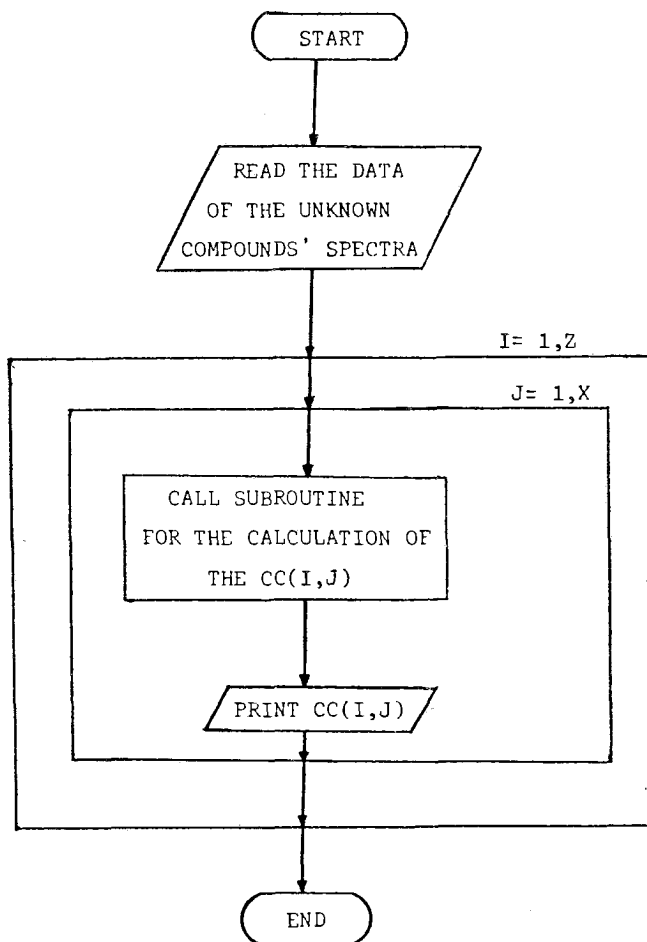 START
READ THE DATA
OF THE UNKNOWN
COMPOUNDS' SPECTRA
I= 1,Z
J= 1,X
CALL SUBROUTINE
FOR THE CALCULATION OF
THE CC(I,J)
PRINT CC(I,J)
END